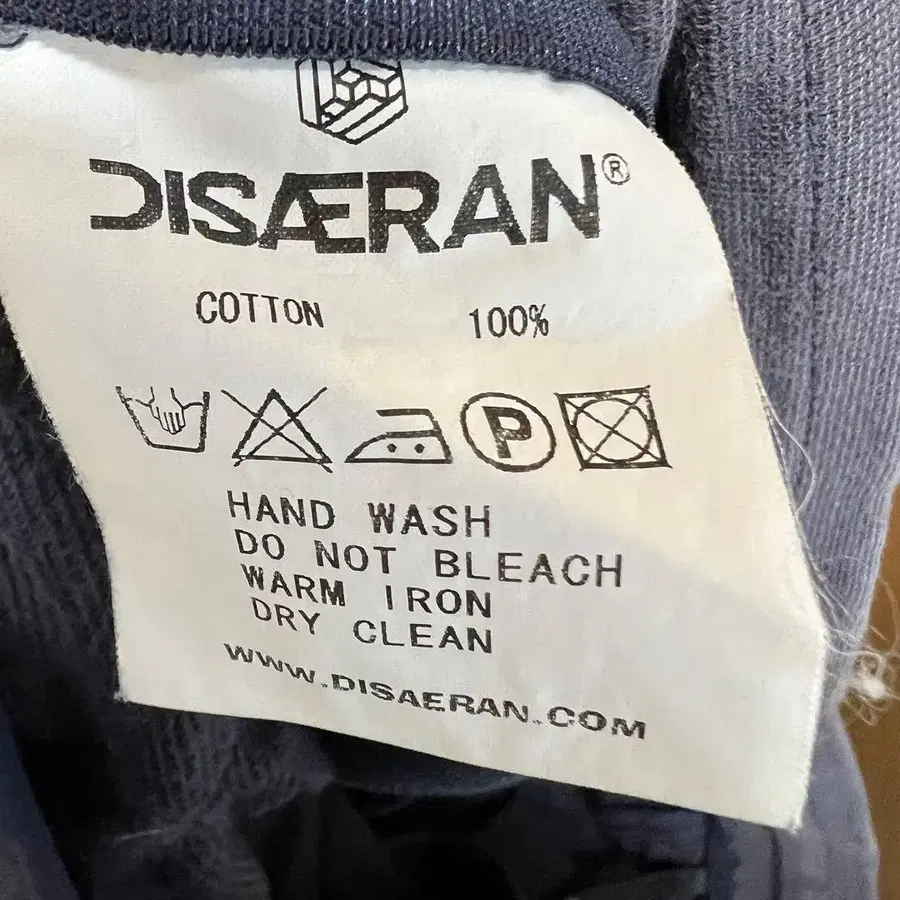 DISÆRAN®
COTTON 100%
P
HAND WASH
DO NOT BLEACH
WARM IRON
DRY CLEAN
WWW.DISAERAN.COM